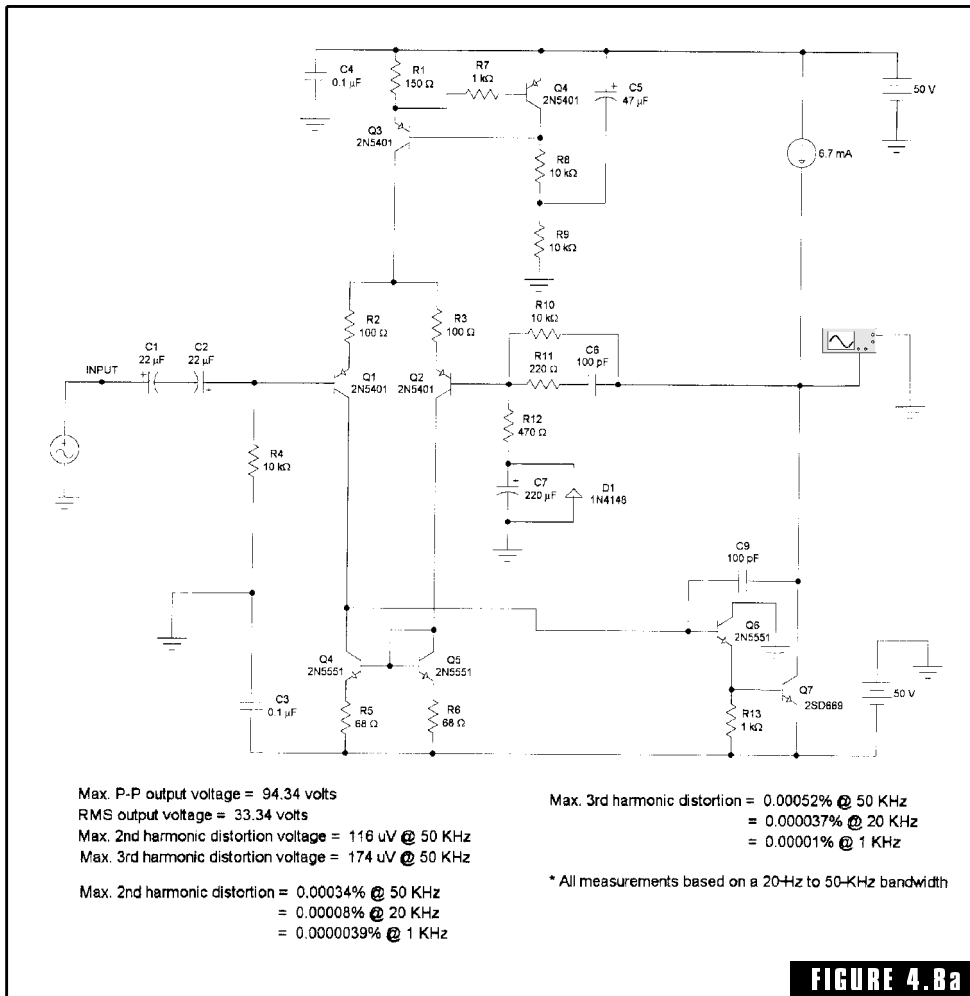 C4
0.1 µF
R1
150 Ω
R7
1 kΩ
Q4
2N5401
C5
47 µF
50 V
Q3
2N5401
R8
10 kΩ
6.7 mA
R9
10 kΩ
R2
100 Ω
R3
100 Ω
R10
10 kΩ
C1
22 µF
C2
22 µF
R11
220 Ω
C6
100 pF
INPUT
Q1
2N5401
Q2
2N5401
R12
470 Ω
R4
10 kΩ
C7
220 µF
D1
1N4148
C9
100 pF
Q6
2N5551
Q4
2N5551
Q5
2N5551
Q7
2SD669
50 V
C3
0.1 µF
R5
68 Ω
R6
68 Ω
R13
1 kΩ
Max. P-P output voltage = 94.34 volts
RMS output voltage = 33.34 volts
Max. 2nd harmonic distortion voltage = 116 uV @ 50 KHz
Max. 3rd harmonic distortion voltage = 174 uV @ 50 KHz
Max. 2nd harmonic distortion = 0.00034% @ 50 KHz
= 0.00008% @ 20 KHz
= 0.0000039% @ 1 KHz
Max. 3rd harmonic distortion = 0.00052% @ 50 KHz
= 0.000037% @ 20 KHz
= 0.00001% @ 1 KHz
* All measurements based on a 20-Hz to 50-KHz bandwidth
FIGURE 4.8a